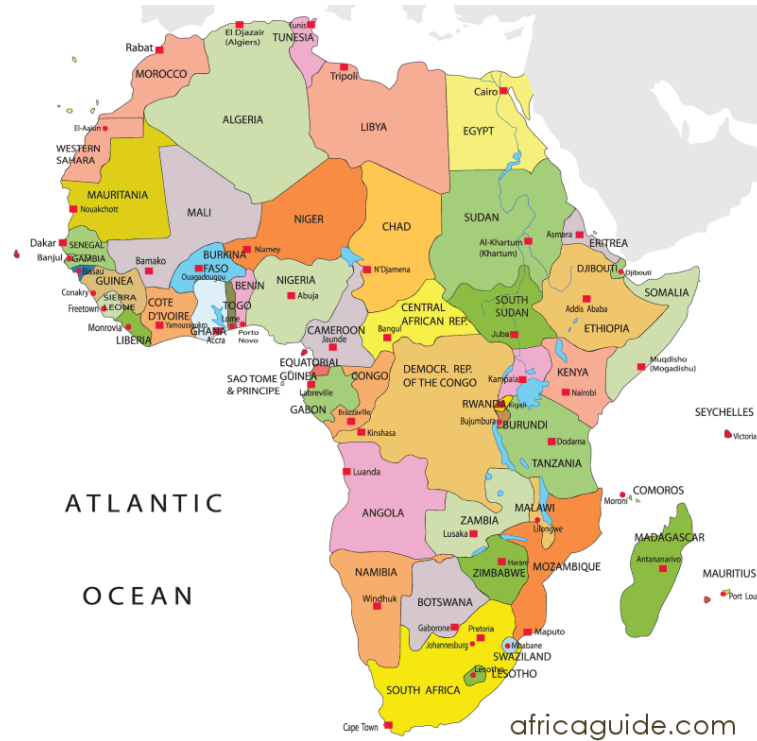 Tunis
TUNISIA
El Djazair
(Algiers)
Rabat
MOROCCO
Tripoli
Cairo
ALGERIA
LIBYA
EGYPT
El-Aaiun
WESTERN
SAHARA
MAURITANIA
Nouakchott
MALI
NIGER
CHAD
SUDAN
Al-Khartum
(Khartum)
Asmara
ERITREA
Dakar
SENEGAL
Banjul
GAMBIA
Bissau
GUINEA
Bamako
BURKINA
FASO
Ouagadougou
Niamey
N'Djamena
DJIBOUTI
Djibouti
SOMALIA
BENIN
NIGERIA
Abuja
Conakry
SIERRA
LEONE
Freetown
COTE
D'IVOIRE
Yamoussoukro
Monrovia
LIBERIA
GHANA
Accra
TOGO
Lome
Porto
Novo
CENTRAL
AFRICAN REP.
Bangui
SOUTH
SUDAN
Juba
Addis Ababa
ETHIOPIA
CAMEROON
Jaunde
EQUATORIAL
GUINEA
SAO TOME
& PRINCIPE
Labreville
GABON
CONGO
Brazzaville
Kinshasa
DEMOCR. REP.
OF THE CONGO
Kampala
KENYA
Nairobi
Muqdisho
(Mogadishu)
RWANDA
Kigali
Bujumbura
BURUNDI
Dodama
TANZANIA
SEYCHELLES
Victoria
Luanda
ANGOLA
ZAMBIA
Lusaka
MALAWI
Lilongwe
Moroni
COMOROS
MADAGASCAR
Antananarivo
MAURITIUS
Port Lou
ATLANTIC
OCEAN
NAMIBIA
Windhuk
BOTSWANA
Gaborone
Harare
ZIMBABWE
MOZAMBIQUE
Pretoria
Johannesburg
Maputo
Mbabane
SWAZILAND
Lesotho
LESOTHO
SOUTH AFRICA
Cape Town
africaguide.com